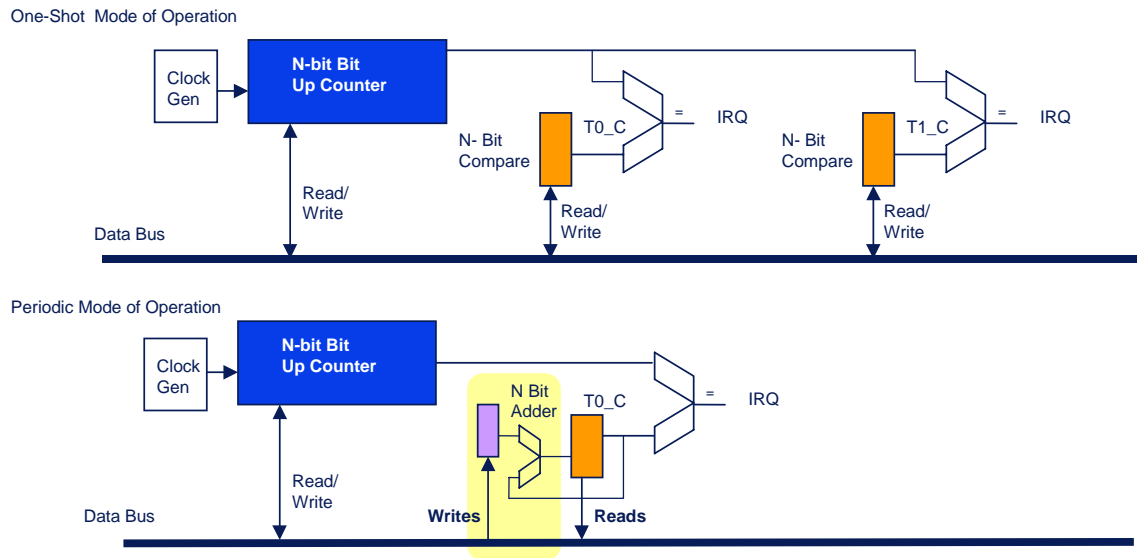 One-Shot Mode of Operation
Clock
Gen
N-bit Bit
Up Counter
N- Bit
Compare
T0_C
=
IRQ
N- Bit
Compare
T1_C
=
IRQ
Read/
Write
Read/
Write
Read/
Write
Data Bus
Periodic Mode of Operation
Clock
Gen
N-bit Bit
Up Counter
N Bit
Adder
T0_C
=
IRQ
Read/
Write
Writes
Reads
Data Bus